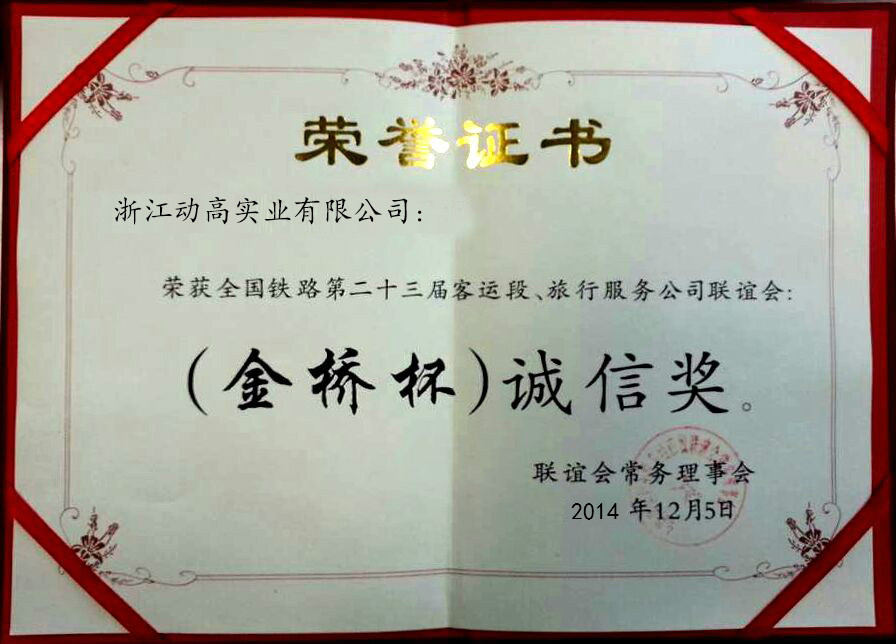 荣誉证书
浙江动高实业有限公司:
荣获全国铁路第二十三届客运段、旅行服务公司联谊会:
(金桥杯)诚信奖。
联谊会常务理事会
2014 年12月5日